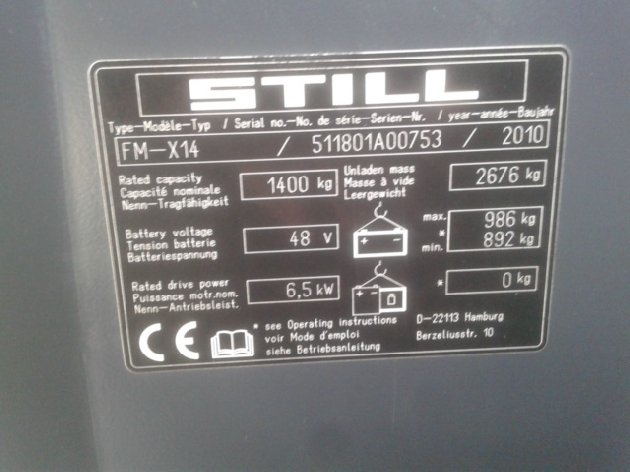 STILL
Type-Modèle-Typ / Serial no.-No. de série-Serien-Nr. / year-année-Baujahr
FM-X14 / 511801A00753 / 2010
Rated capacity
Capacité nominale
Nenn-Tragfähigkeit
1400 kg
Unladen mass
Masse à vide
Leergewicht
2676 kg
Battery voltage
Tension batterie
Batteriespannung
48 V
+ -
max. 986 kg
*
min. 892 kg
Rated drive power
Puissance motr.nom.
Nenn-Antriebsleist.
6,5 kW
+ -
* 0 kg
CE
* see Operating instructions
voir Mode d'emploi
siehe Betriebsanleitung
D-22113 Hamburg
Berzeliusstr. 10